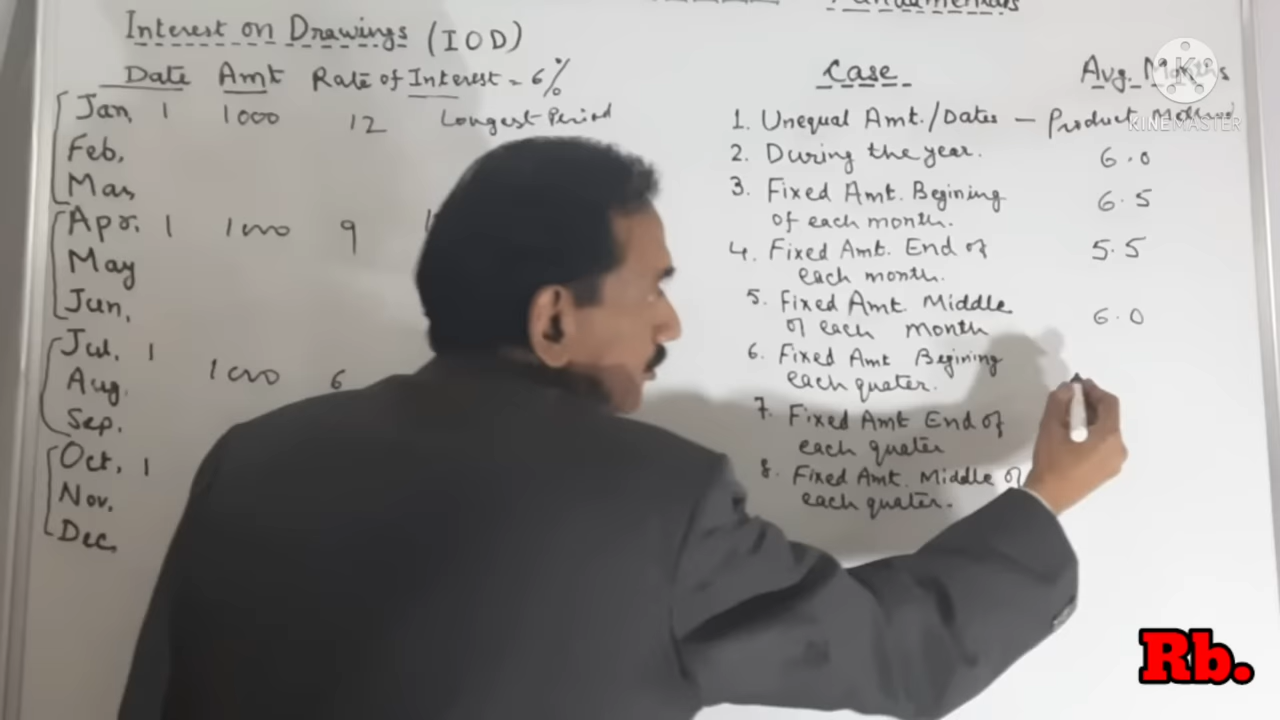 Fundamentals
Interest on Drawings (IOD)
Date Amt Rate of Interest = 6%
Jan, 1 1000 12 Longest Period
Feb,
Mar,
Apr. 1 1000 9
May
Jun,
Jul, 1
Aug. 1000 6
Sep.
Oct, 1
Nov.
Dec,
Case Avg. Months
1. Unequal Amt./Dates – Product Method
2. During the year. 6.0
3. Fixed Amt. Begining 6.5
of each month.
4. Fixed Amt. End of 5.5
each month.
5. Fixed Amt. Middle
of each month 6.0
6. Fixed Amt Begining
each quater.
7. Fixed Amt End of
each quater
8. Fixed Amt. Middle of
each quater.
KINEMASTER
Rb.